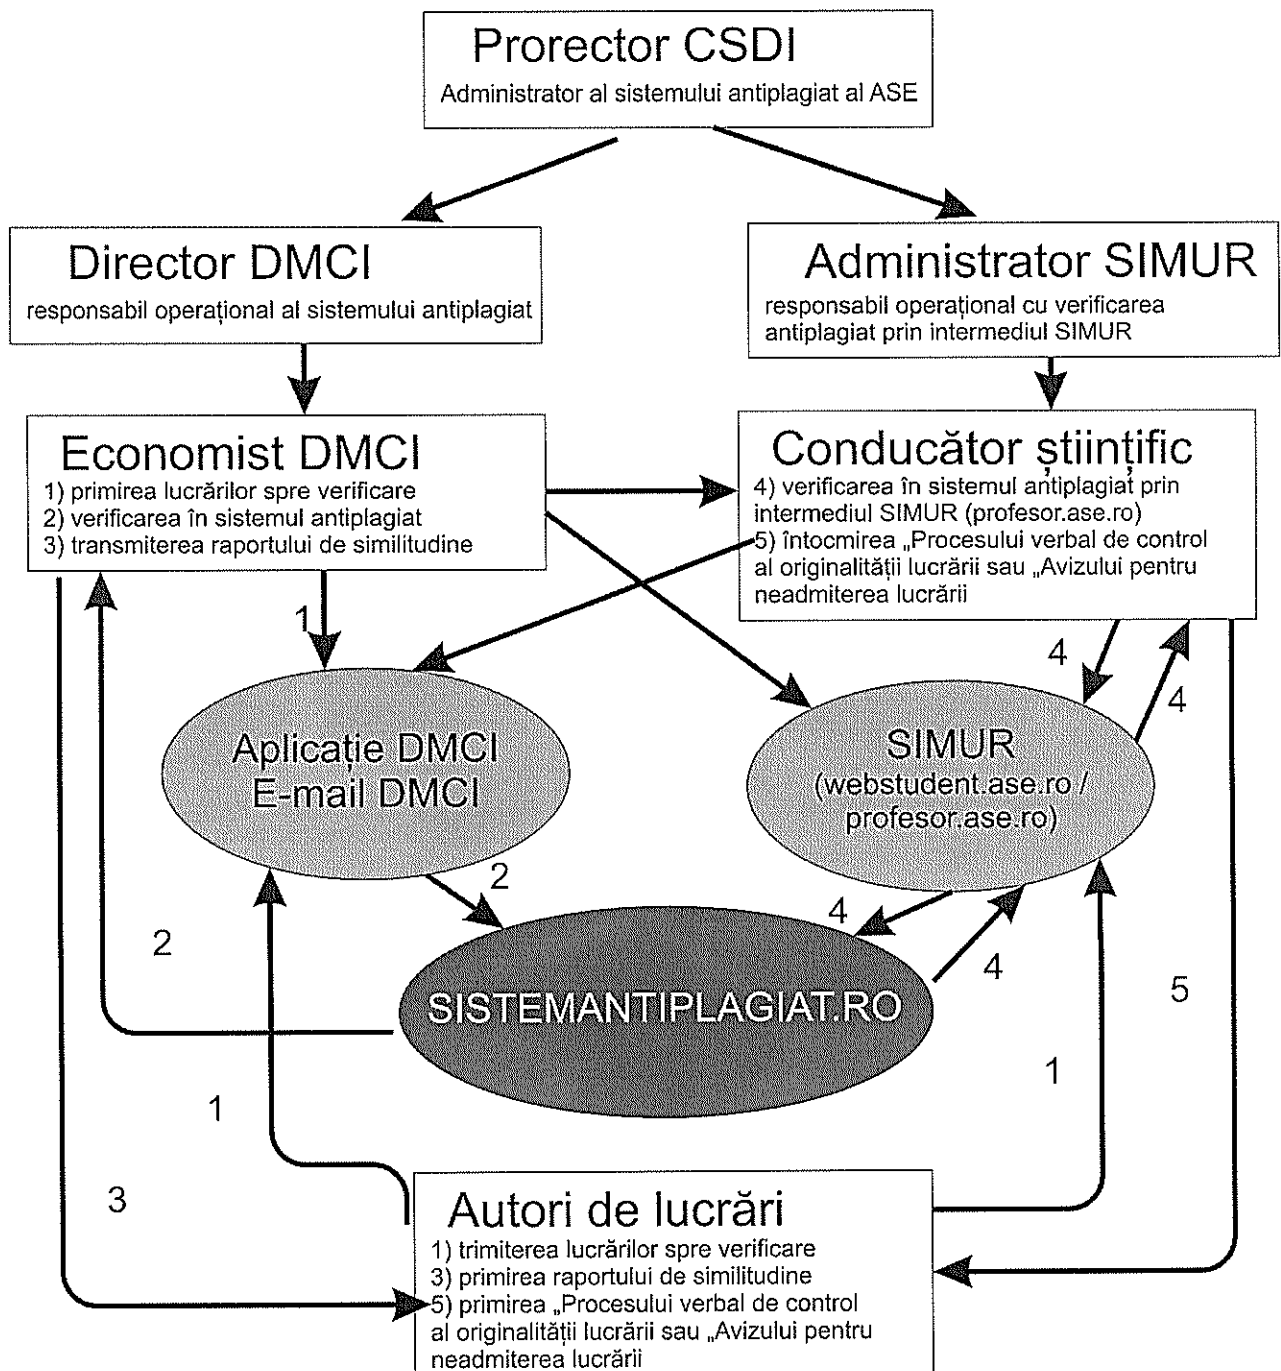 Prorector CSDI
Administrator al sistemului antiplagiat al ASE
Director DMCI
responsabil operațional al sistemului antiplagiat
Administrator SIMUR
responsabil operațional cu verificarea
antiplagiat prin intermediul SIMUR
Economist DMCI
1) primirea lucrărilor spre verificare
2) verificarea în sistemul antiplagiat
3) transmiterea raportului de similitudine
Conducător științific
4) verificarea în sistemul antiplagiat prin
intermediul SIMUR (profesor.ase.ro)
5) întocmirea „Procesului verbal de control
al originalității lucrării sau „Avizului pentru
neadmiterea lucrării
1
4
4
Aplicație DMCI
E-mail DMCI
SIMUR
(webstudent.ase.ro /
profesor.ase.ro)
2
4
2
4
SISTEMANTIPLAGIAT.RO
5
1
1
3
Autori de lucrări
1) trimiterea lucrărilor spre verificare
3) primirea raportului de similitudine
5) primirea „Procesului verbal de control
al originalității lucrării sau „Avizului pentru
neadmiterea lucrării